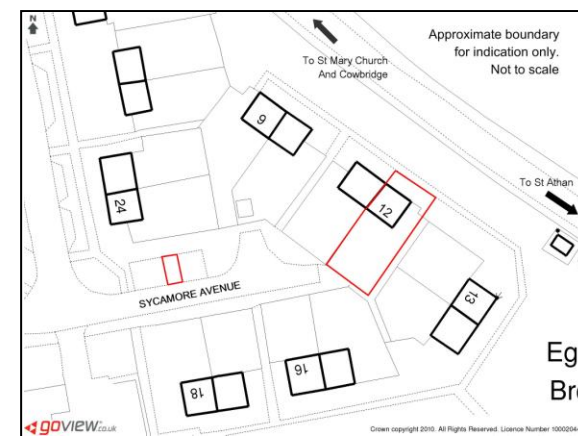 N
Approximate boundary
for indication only.
Not to scale
To St Mary Church
And Cowbridge
9
To St Athan
24
12
SYCAMORE AVENUE
13
18
16
goview.co.uk
Crown copyright 2010. All Rights Reserved. Licence Number